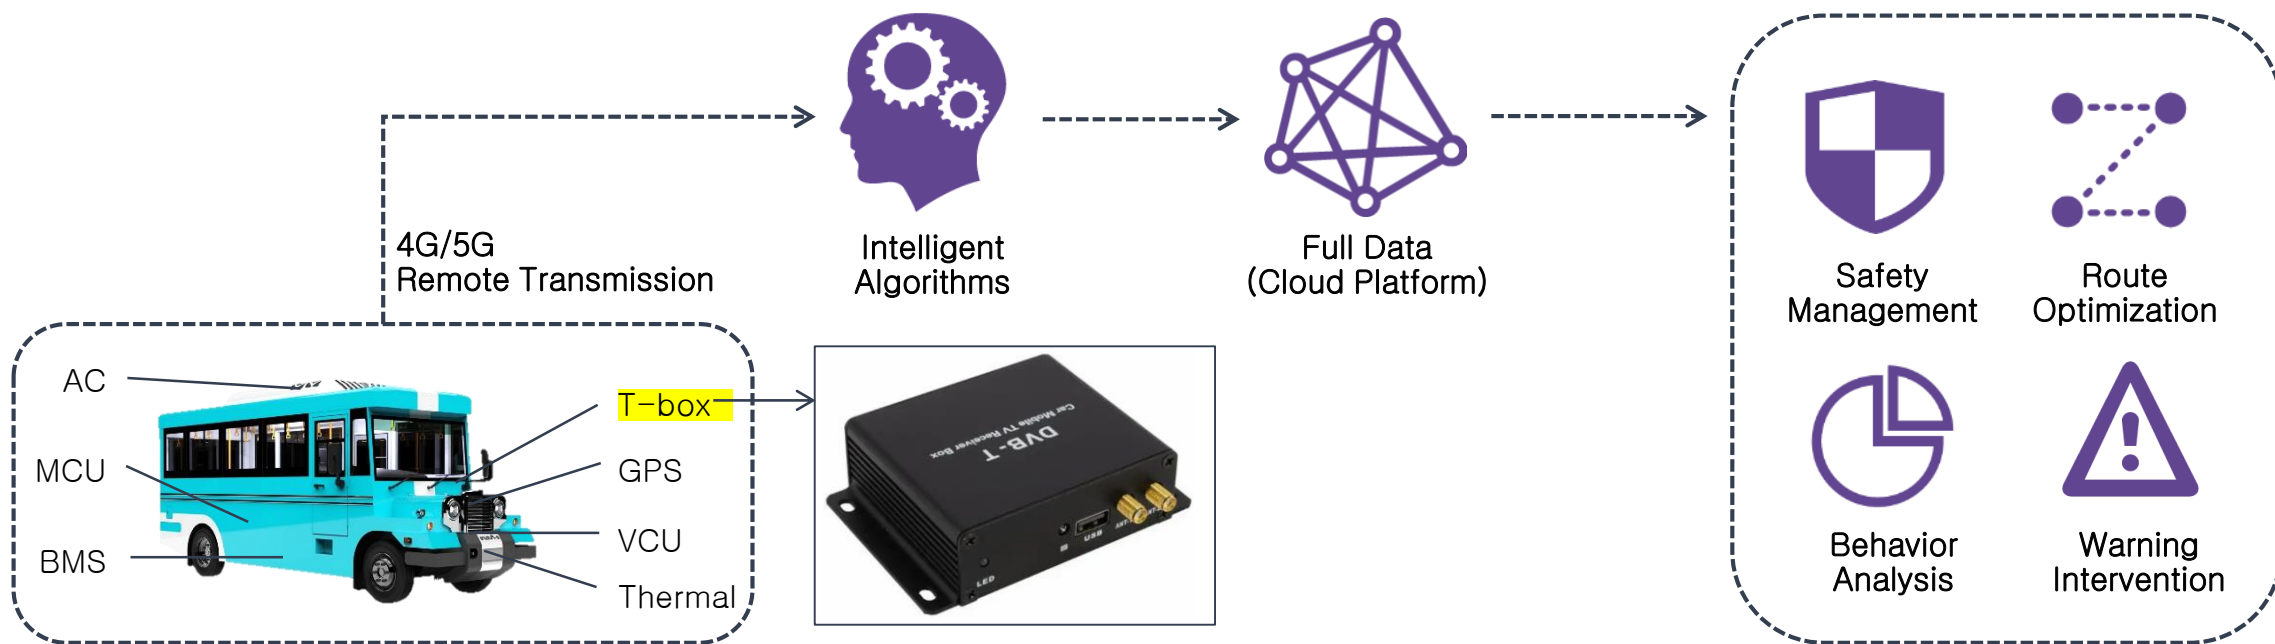 4G/5G
Remote Transmission
Intelligent
Algorithms
Full Data
(Cloud Platform)
Safety
Management
Route
Optimization
Behavior
Analysis
Warning
Intervention
AC
MCU
BMS
T-box
GPS
VCU
Thermal
DVB-T
Car Mobile TV Receiver Box
LED
USB